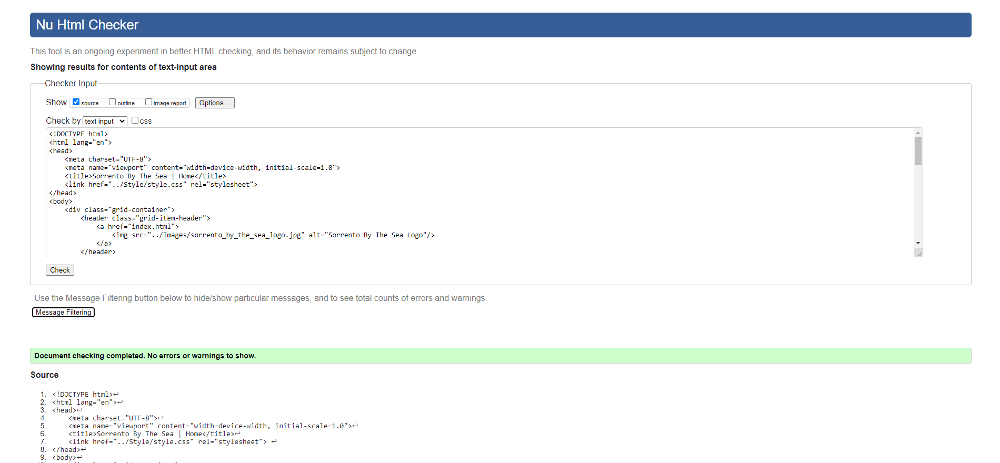 Nu Html Checker
This tool is an ongoing experiment in better HTML checking, and its behavior remains subject to change
Showing results for contents of text-input area
Checker Input
Show source outline image report Options...
Check by text input css
<!DOCTYPE html>
<html lang="en">
<head>
    <meta charset="UTF-8">
    <meta name="viewport" content="width=device-width, initial-scale=1.0">
    <title>Sorrento By The Sea | Home</title>
    <link href="../Style/style.css" rel="stylesheet">
</head>
<body>
    <div class="grid-container">
        <header class="grid-item-header">
            <a href="index.html">
                <img src="../Images/sorrento_by_the_sea_logo.jpg" alt="Sorrento By The Sea Logo"/>
            </a>
        </header>
Check
Use the Message Filtering button below to hide/show particular messages, and to see total counts of errors and warnings.
Message Filtering
Document checking completed. No errors or warnings to show.
Source
1. <!DOCTYPE html>↩
2. <html lang="en">↩
3. <head>↩
4.     <meta charset="UTF-8">↩
5.     <meta name="viewport" content="width=device-width, initial-scale=1.0">↩
6.     <title>Sorrento By The Sea | Home</title>↩
7.     <link href="../Style/style.css" rel="stylesheet"> ↩
8. </head>↩
9. <body>↩